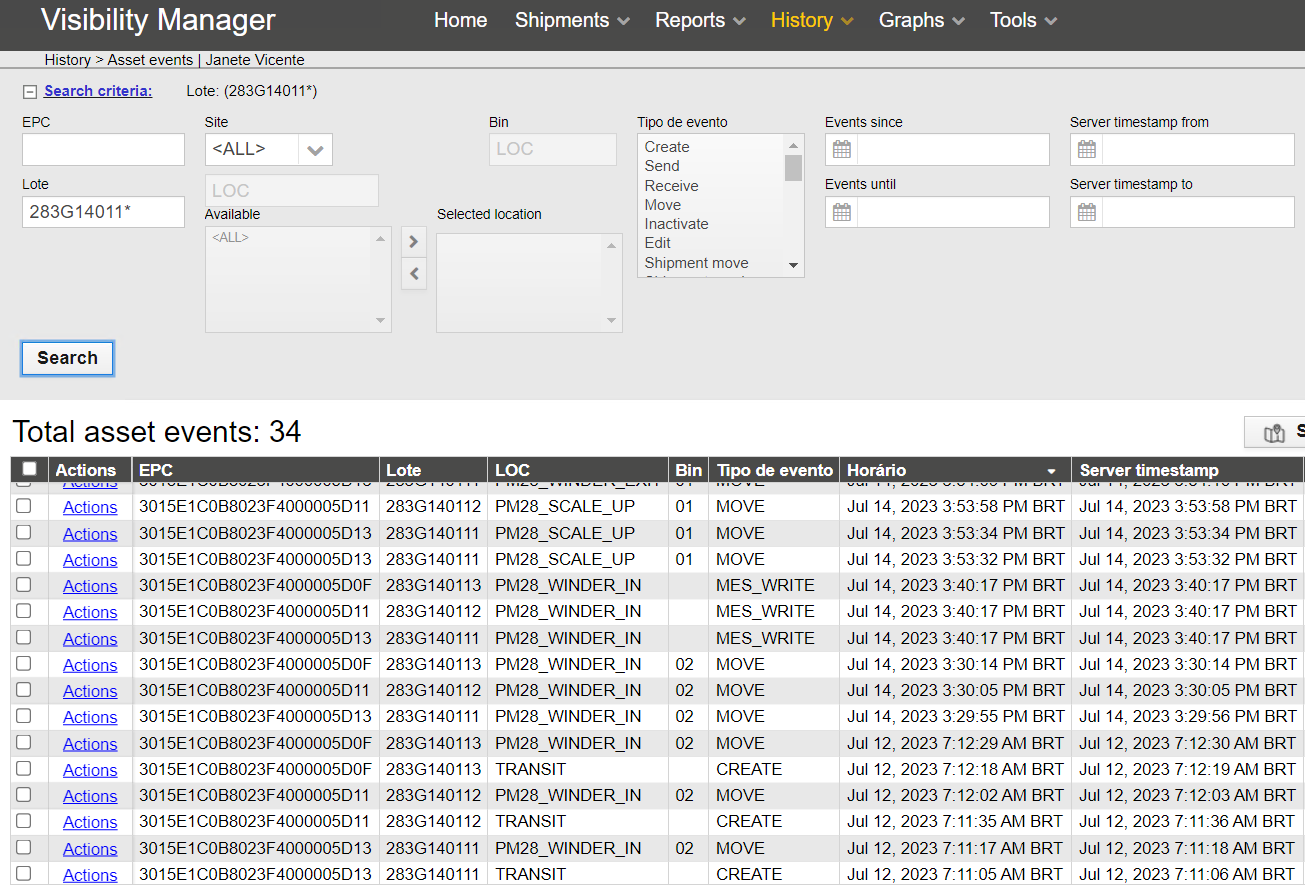 Visibility Manager
Home Shipments Reports History Graphs Tools
History > Asset events | Janete Vicente
Search criteria: Lote: (283G14011*)
EPC Site Bin Tipo de evento Events since Server timestamp from
<ALL> LOC Create
Send
Receive
Lote LOC Move Events until Server timestamp to
283G14011* Available Selected location Inactivate
<ALL> Edit
Shipment move
Search
Total asset events: 34
Actions EPC Lote LOC Bin Tipo de evento Horário Server timestamp
Actions 3015E1C0B8023F4000005D11 283G140112 PM28_SCALE_UP 01 MOVE Jul 14, 2023 3:53:58 PM BRT Jul 14, 2023 3:53:58 PM BRT
Actions 3015E1C0B8023F4000005D13 283G140111 PM28_SCALE_UP 01 MOVE Jul 14, 2023 3:53:34 PM BRT Jul 14, 2023 3:53:34 PM BRT
Actions 3015E1C0B8023F4000005D13 283G140111 PM28_SCALE_UP 01 MOVE Jul 14, 2023 3:53:32 PM BRT Jul 14, 2023 3:53:32 PM BRT
Actions 3015E1C0B8023F4000005D0F 283G140113 PM28_WINDER_IN MES_WRITE Jul 14, 2023 3:40:17 PM BRT Jul 14, 2023 3:40:17 PM BRT
Actions 3015E1C0B8023F4000005D11 283G140112 PM28_WINDER_IN MES_WRITE Jul 14, 2023 3:40:17 PM BRT Jul 14, 2023 3:40:17 PM BRT
Actions 3015E1C0B8023F4000005D13 283G140111 PM28_WINDER_IN MES_WRITE Jul 14, 2023 3:40:17 PM BRT Jul 14, 2023 3:40:17 PM BRT
Actions 3015E1C0B8023F4000005D0F 283G140113 PM28_WINDER_IN 02 MOVE Jul 14, 2023 3:30:14 PM BRT Jul 14, 2023 3:30:14 PM BRT
Actions 3015E1C0B8023F4000005D11 283G140112 PM28_WINDER_IN 02 MOVE Jul 14, 2023 3:30:05 PM BRT Jul 14, 2023 3:30:05 PM BRT
Actions 3015E1C0B8023F4000005D13 283G140111 PM28_WINDER_IN 02 MOVE Jul 14, 2023 3:29:55 PM BRT Jul 14, 2023 3:29:56 PM BRT
Actions 3015E1C0B8023F4000005D0F 283G140113 PM28_WINDER_IN 02 MOVE Jul 12, 2023 7:12:29 AM BRT Jul 12, 2023 7:12:30 AM BRT
Actions 3015E1C0B8023F4000005D0F 283G140113 TRANSIT CREATE Jul 12, 2023 7:12:18 AM BRT Jul 12, 2023 7:12:19 AM BRT
Actions 3015E1C0B8023F4000005D11 283G140112 PM28_WINDER_IN 02 MOVE Jul 12, 2023 7:12:02 AM BRT Jul 12, 2023 7:12:03 AM BRT
Actions 3015E1C0B8023F4000005D11 283G140112 TRANSIT CREATE Jul 12, 2023 7:11:35 AM BRT Jul 12, 2023 7:11:36 AM BRT
Actions 3015E1C0B8023F4000005D13 283G140111 PM28_WINDER_IN 02 MOVE Jul 12, 2023 7:11:17 AM BRT Jul 12, 2023 7:11:18 AM BRT
Actions 3015E1C0B8023F4000005D13 283G140111 TRANSIT CREATE Jul 12, 2023 7:11:05 AM BRT Jul 12, 2023 7:11:06 AM BRT